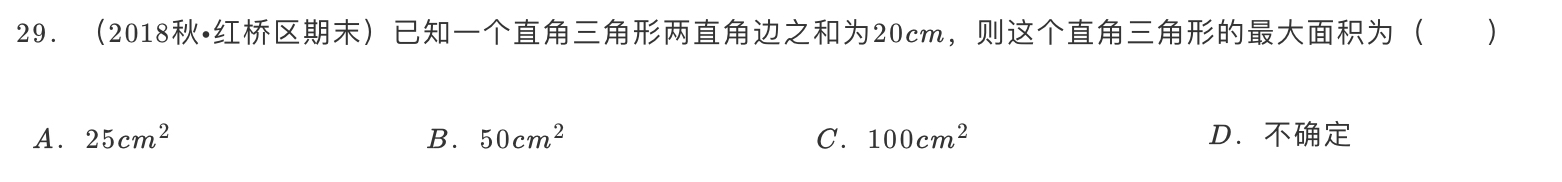 29. （2018秋•红桥区期末）已知一个直角三角形两直角边之和为20cm，则这个直角三角形的最大面积为（　　）
A. 25cm² B. 50cm² C. 100cm² D. 不确定